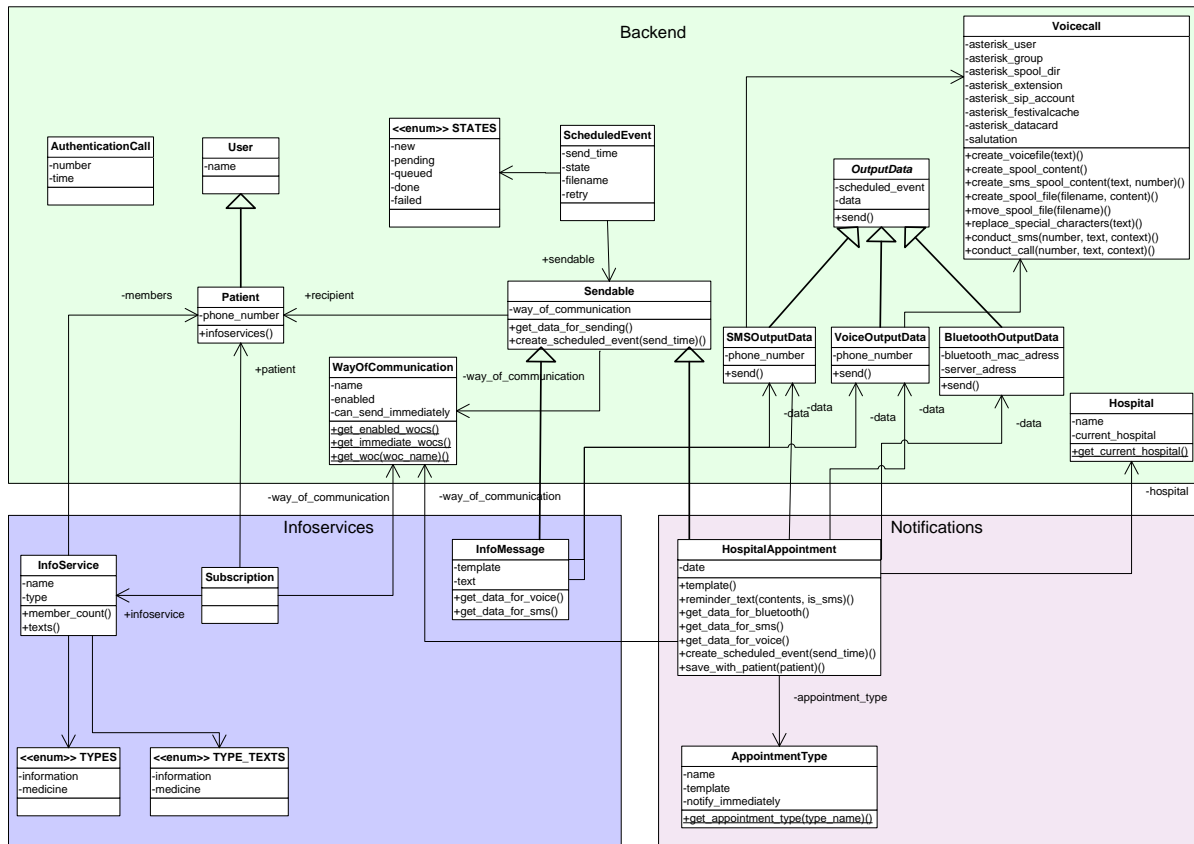 Backend
Voicecall
-asterisk_user
-asterisk_group
-asterisk_spool_dir
-asterisk_extension
-asterisk_sip_account
-asterisk_festivalcache
-asterisk_datacard
-salutation
+create_voicefile(text)()
+create_spool_content()
+create_sms_spool_content(text, number)()
+create_spool_file(filename, content)()
+move_spool_file(filename)()
+replace_special_characters(text)()
+conduct_sms(number, text, context)()
+conduct_call(number, text, context)()
AuthenticationCall
-number
-time
User
-name
<<enum>> STATES
-new
-pending
-queued
-done
-failed
ScheduledEvent
-send_time
-state
-filename
-retry
OutputData
-scheduled_event
-data
+send()
+sendable
-members
Patient
-phone_number
+infoservices()
+recipient
Sendable
-way_of_communication
+get_data_for_sending()
+create_scheduled_event(send_time)()
SMSOutputData
-phone_number
+send()
VoiceOutputData
-phone_number
+send()
BluetoothOutputData
-bluetooth_mac_adress
-server_adress
+send()
+patient
WayOfCommunication
-name
-enabled
-can_send_immediately
+get_enabled_wocs()
+get_immediate_wocs()
+get_woc(woc_name)()
-way_of_communication
-data
-data
-data
-data
-data
Hospital
-name
-current_hospital
+get_current_hospital()
-hospital
-way_of_communication
-way_of_communication
Infoservices
InfoService
-name
-type
+member_count()
+texts()
+infoservice
Subscription
InfoMessage
-template
-text
+get_data_for_voice()
+get_data_for_sms()
<<enum>> TYPES
-information
-medicine
<<enum>> TYPE_TEXTS
-information
-medicine
Notifications
HospitalAppointment
-date
+template()
+reminder_text(contents, is_sms)()
+get_data_for_bluetooth()
+get_data_for_sms()
+get_data_for_voice()
+create_scheduled_event(send_time)()
+save_with_patient(patient)()
-appointment_type
AppointmentType
-name
-template
-notify_immediately
+get_appointment_type(type_name)()